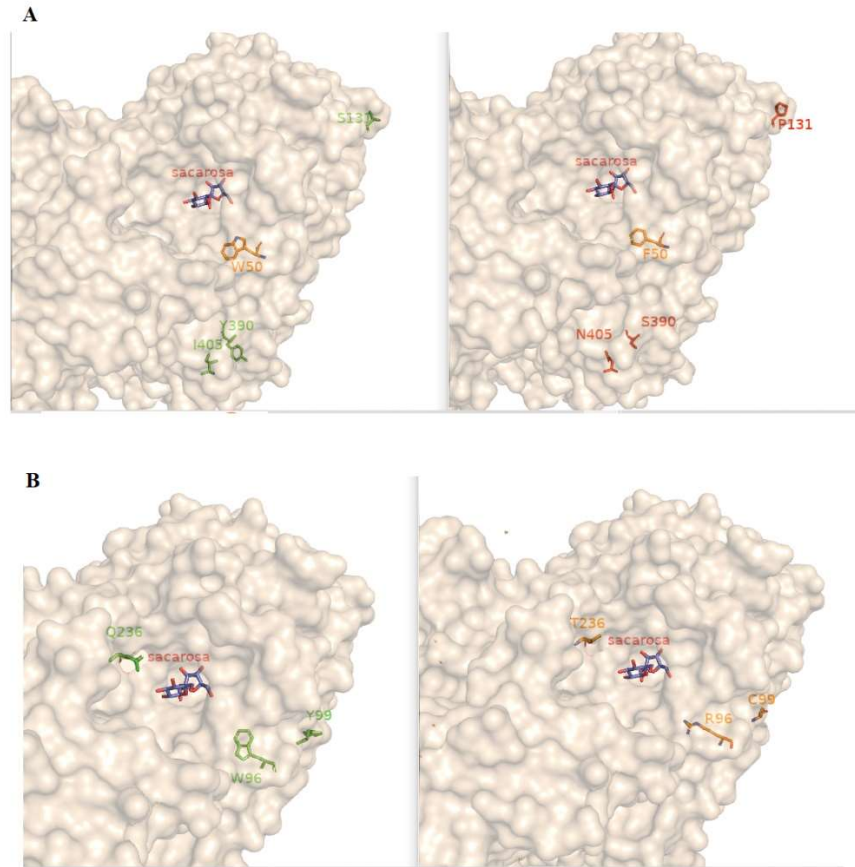 A
S131
sacarosa
W50
Y390
I405
P131
sacarosa
F50
S390
N405
B
Q236
sacarosa
Y99
W96
T236
sacarosa
C99
R96